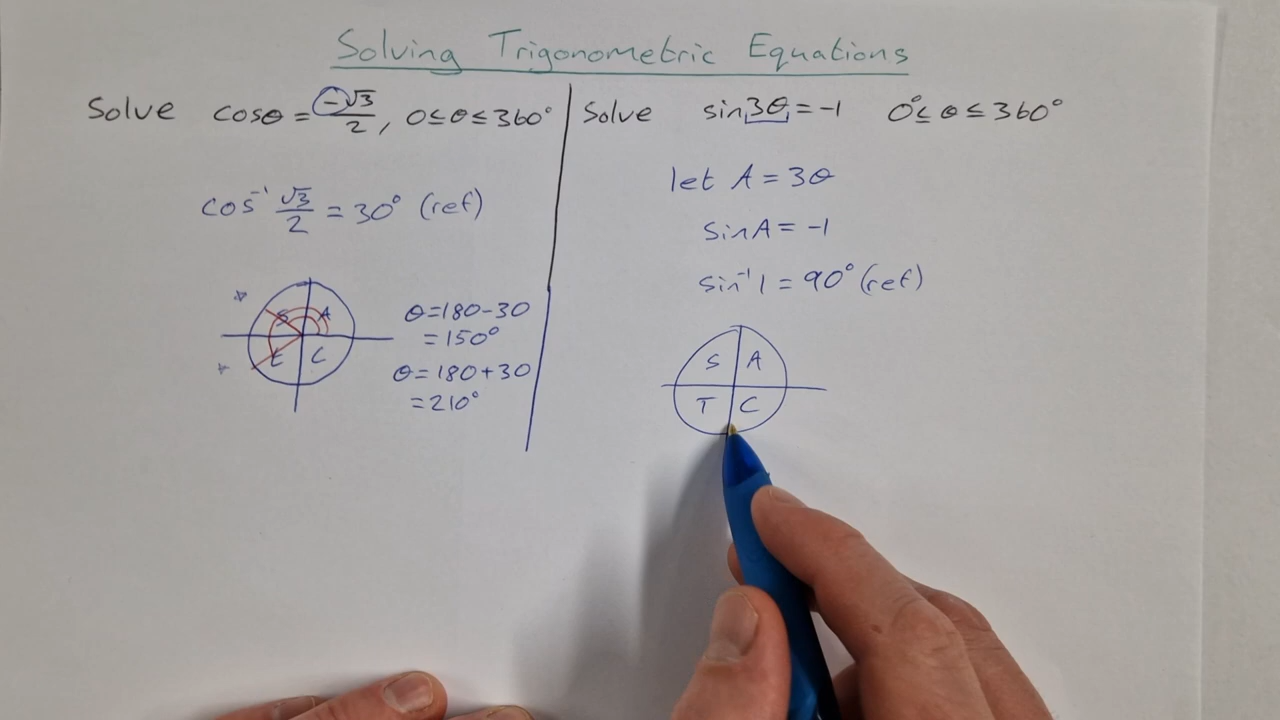 Solving Trigonometric Equations
Solve cosθ = -√3/2, 0≤θ≤360°
cos⁻¹ √3/2 = 30° (ref)
S A
T C
θ=180-30
=150°
θ=180+30
=210°
Solve sin3θ = -1 0°≤ θ ≤ 360°
let A = 3θ
sinA = -1
sin⁻¹ 1 = 90° (ref)
S A
T C